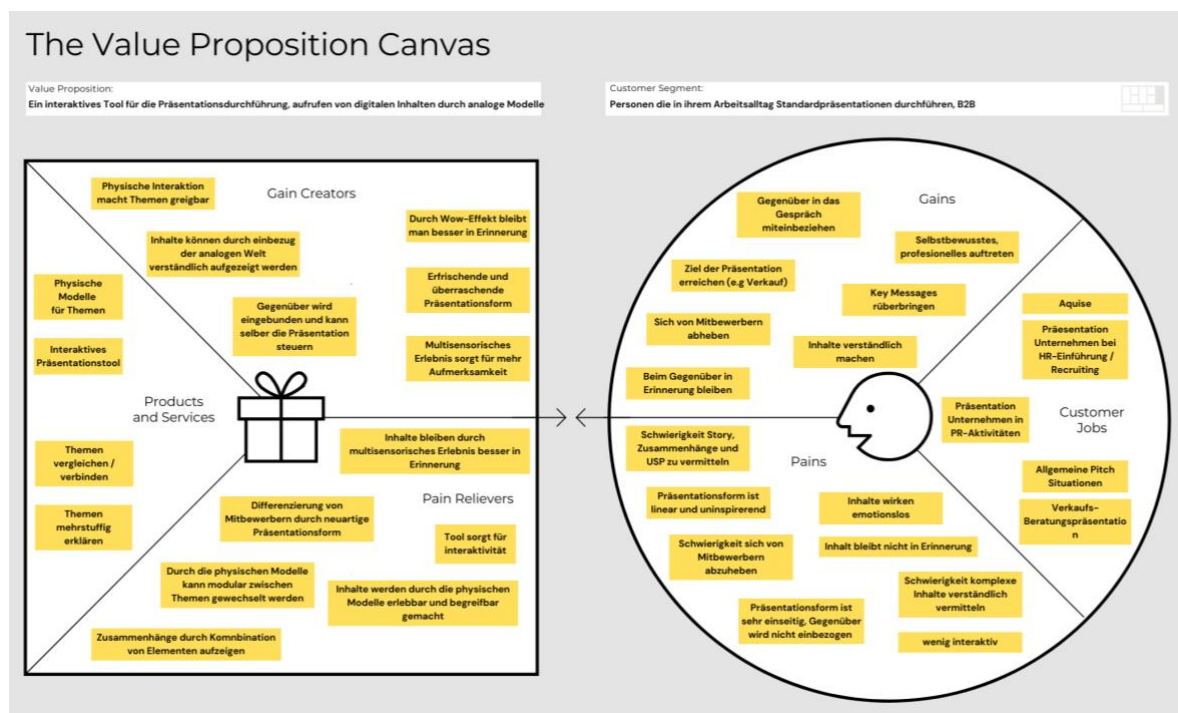 The Value Proposition Canvas
Value Proposition:
Ein interaktives Tool für die Präsentationsdurchführung, aufrufen von digitalen Inhalten durch analoge Modelle
Customer Segment:
Personen die in ihrem Arbeitsalltag Standardpräsentationen durchführen, B2B
Gain Creators
Physische Interaktion
macht Themen greigbar
Inhalte können durch einbezug
der analogen Welt
verständlich aufgezeigt werden
Gegenüber wird
eingebunden und kann
selber die Präsentation
steuern
Durch Wow-Effekt bleibt
man besser in Erinnerung
Erfrischende und
überraschende
Präsentationsform
Multisensorisches
Erlebnis sorgt für mehr
Aufmerksamkeit
Physische
Modelle
für Themen
Interaktives
Präsentationstool
Products
and Services
Themen
vergleichen /
verbinden
Themen
mehrstuffig
erklären
Inhalte bleiben durch
multisensorisches Erlebnis besser in
Erinnerung
Pain Relievers
Differenzierung von
Mitbewerbern durch neuartige
Präsentationsform
Tool sorgt für
interaktivität
Durch die physischen Modelle
kann modular zwischen
Themen gewechselt werden
Inhalte werden durch die physischen
Modelle erlebbar und begreifbar
gemacht
Zusammenhänge durch Komnbination
von Elementen aufzeigen
Gains
Gegenüber in das
Gespräch
miteinbeziehen
Selbstbewusstes,
profesionelles auftreten
Ziel der Präsentation
erreichen (e.g Verkauf)
Key Messages
rüberbringen
Sich von Mitbewerbern
abheben
Inhalte verständlich
machen
Beim Gegenüber in
Erinnerung bleiben
Aquise
Präesentation
Unternehmen bei
HR-Einführung /
Recruiting
Präsentation
Unternehmen in
PR-Aktivitäten
Customer
Jobs
Allgemeine Pitch
Situationen
Verkaufs-
Beratungspräsentatio
n
Pains
Schwierigkeit Story,
Zusammenhänge und
USP zu vermitteln
Präsentationsform ist
linear und uninspirerend
Inhalte wirken
emotionslos
Schwierigkeit sich von
Mitbewerbern
abzuheben
Inhalt bleibt nicht in Erinnerung
Schwierigkeit komplexe
Inhalte verständlich
vermitteln
Präsentationsform ist
sehr einseitig, Gegenüber
wird nicht einbezogen
wenig interaktiv